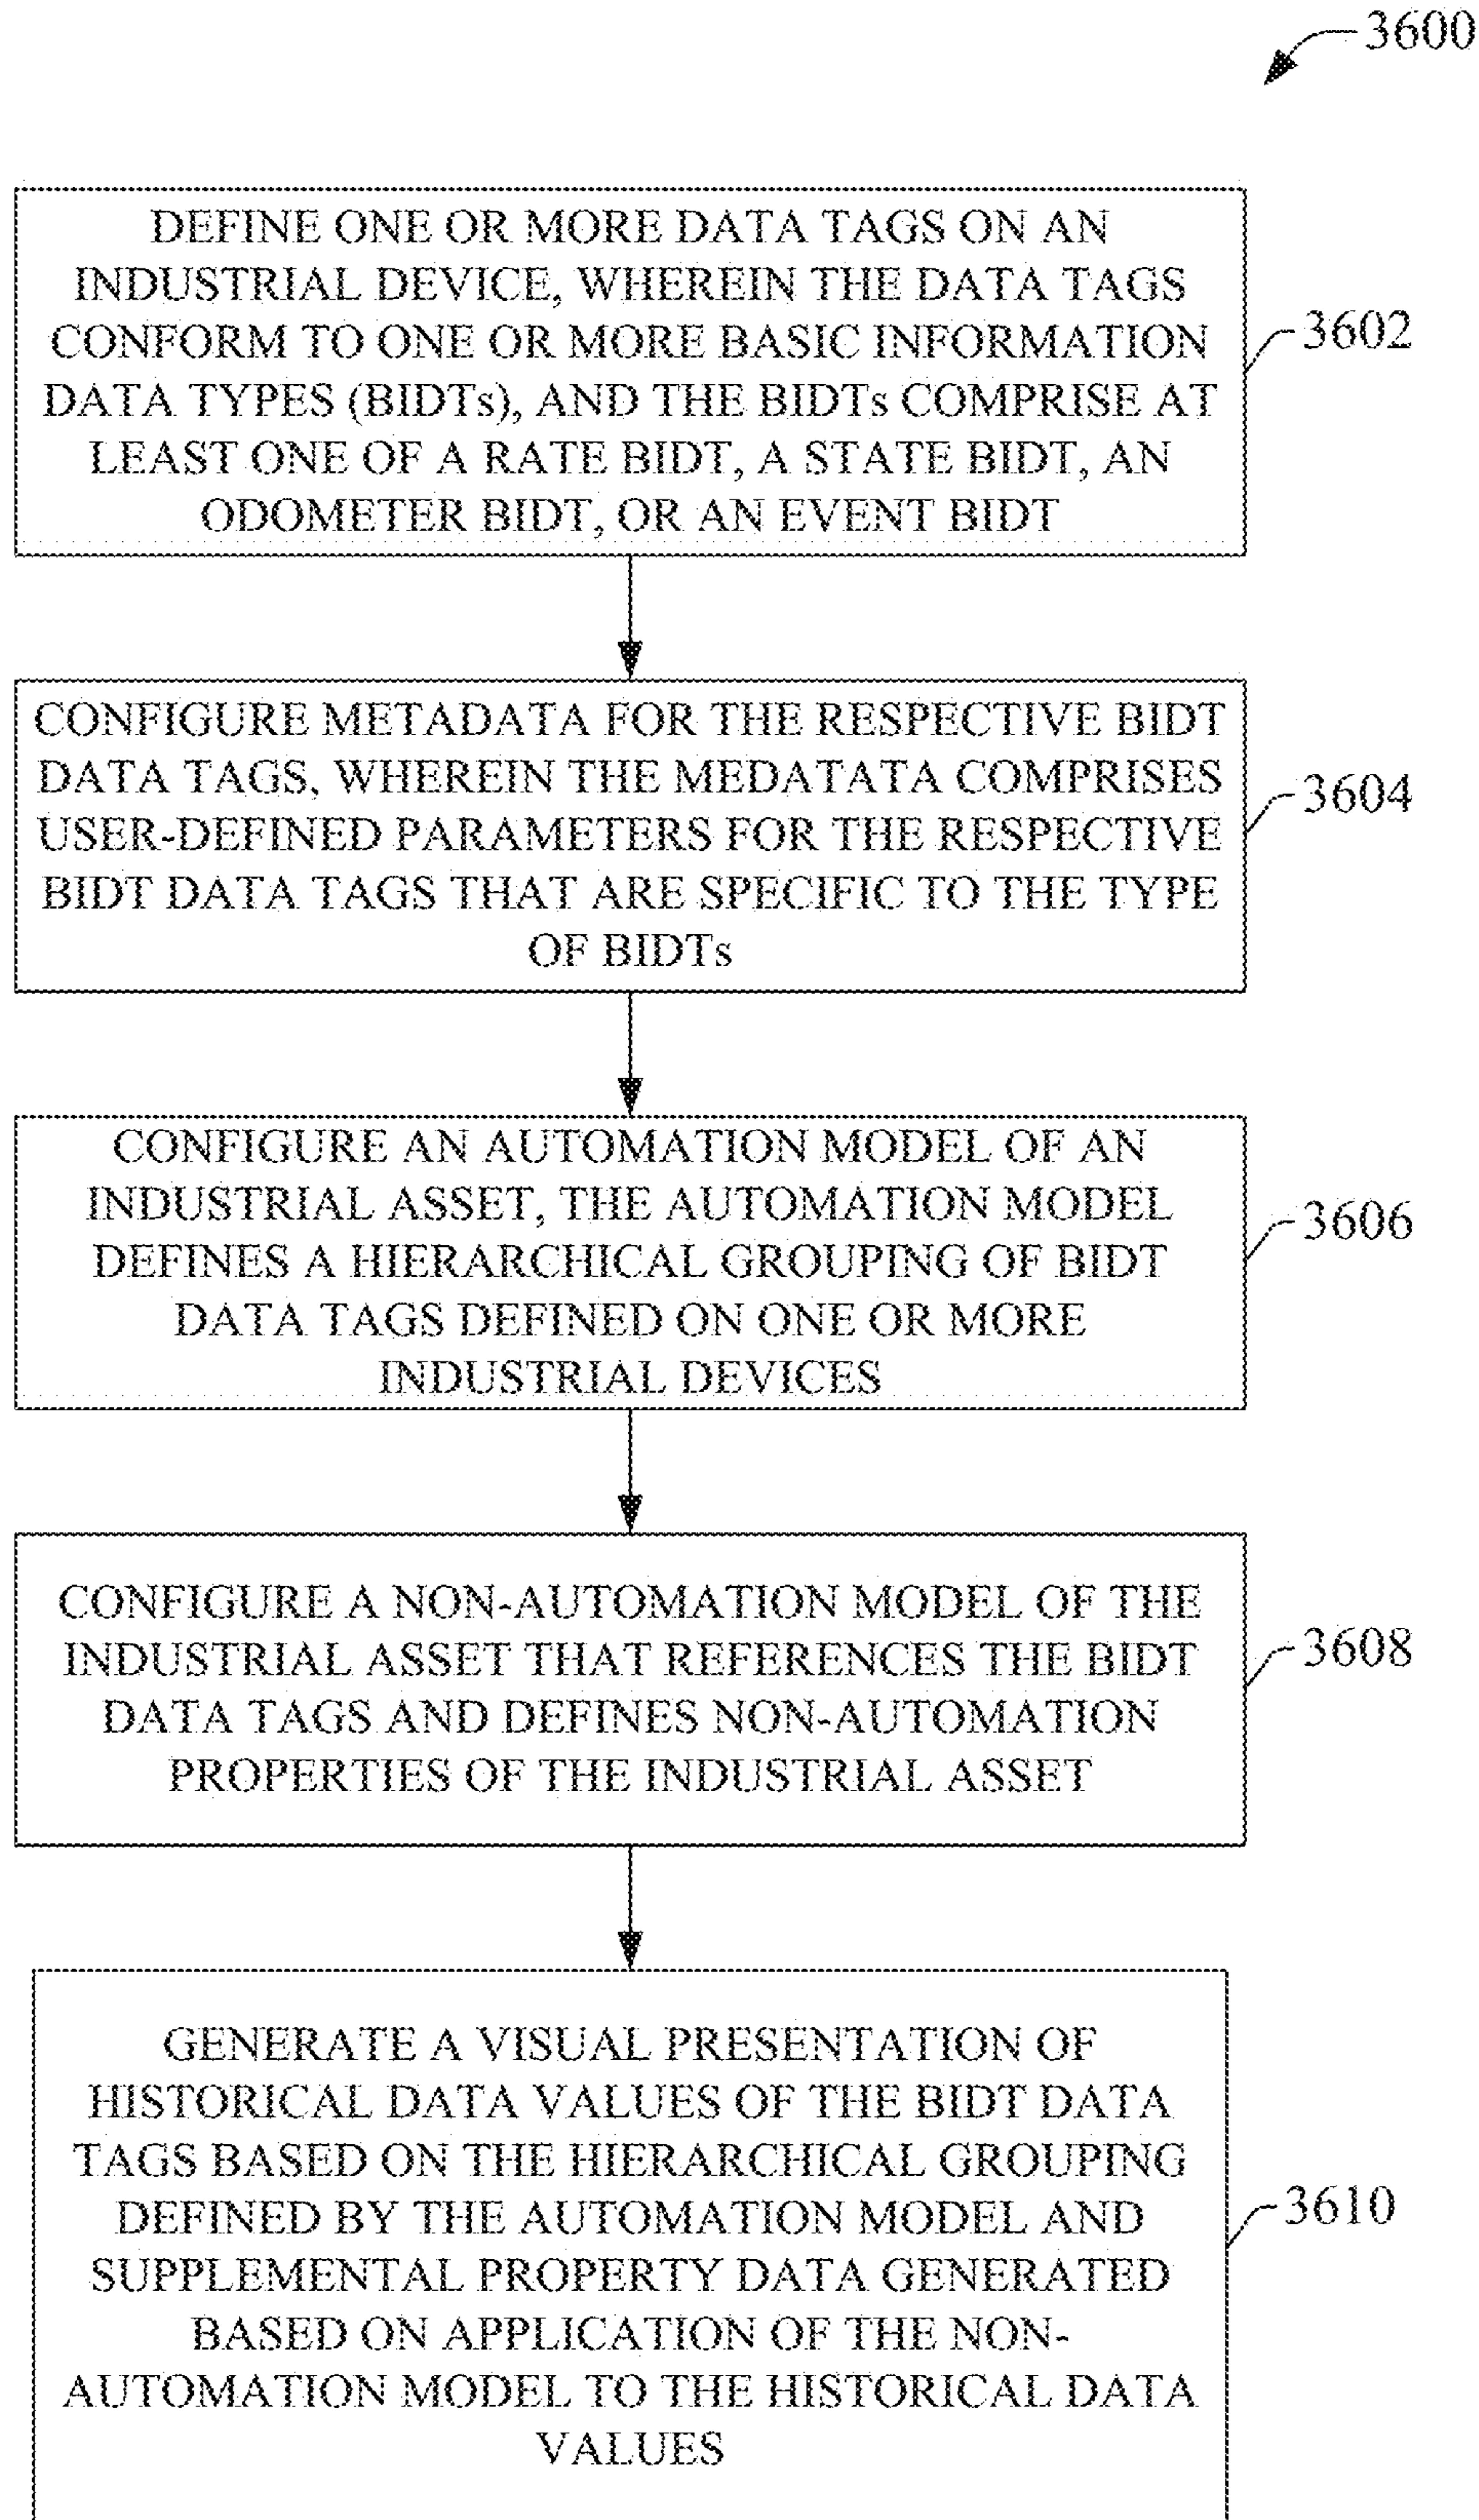 3600
DEFINE ONE OR MORE DATA TAGS ON AN
INDUSTRIAL DEVICE, WHEREIN THE DATA TAGS
CONFORM TO ONE OR MORE BASIC INFORMATION
DATA TYPES (BIDTs), AND THE BIDTs COMPRISE AT
LEAST ONE OF A RATE BIDT, A STATE BIDT, AN
ODOMETER BIDT, OR AN EVENT BIDT
3602
CONFIGURE METADATA FOR THE RESPECTIVE BIDT
DATA TAGS, WHEREIN THE MEDATATA COMPRISES
USER-DEFINED PARAMETERS FOR THE RESPECTIVE
BIDT DATA TAGS THAT ARE SPECIFIC TO THE TYPE
OF BIDTs
3604
CONFIGURE AN AUTOMATION MODEL OF AN
INDUSTRIAL ASSET, THE AUTOMATION MODEL
DEFINES A HIERARCHICAL GROUPING OF BIDT
DATA TAGS DEFINED ON ONE OR MORE
INDUSTRIAL DEVICES
3606
CONFIGURE A NON-AUTOMATION MODEL OF THE
INDUSTRIAL ASSET THAT REFERENCES THE BIDT
DATA TAGS AND DEFINES NON-AUTOMATION
PROPERTIES OF THE INDUSTRIAL ASSET
3608
GENERATE A VISUAL PRESENTATION OF
HISTORICAL DATA VALUES OF THE BIDT DATA
TAGS BASED ON THE HIERARCHICAL GROUPING
DEFINED BY THE AUTOMATION MODEL AND
SUPPLEMENTAL PROPERTY DATA GENERATED
BASED ON APPLICATION OF THE NON-
AUTOMATION MODEL TO THE HISTORICAL DATA
VALUES
3610